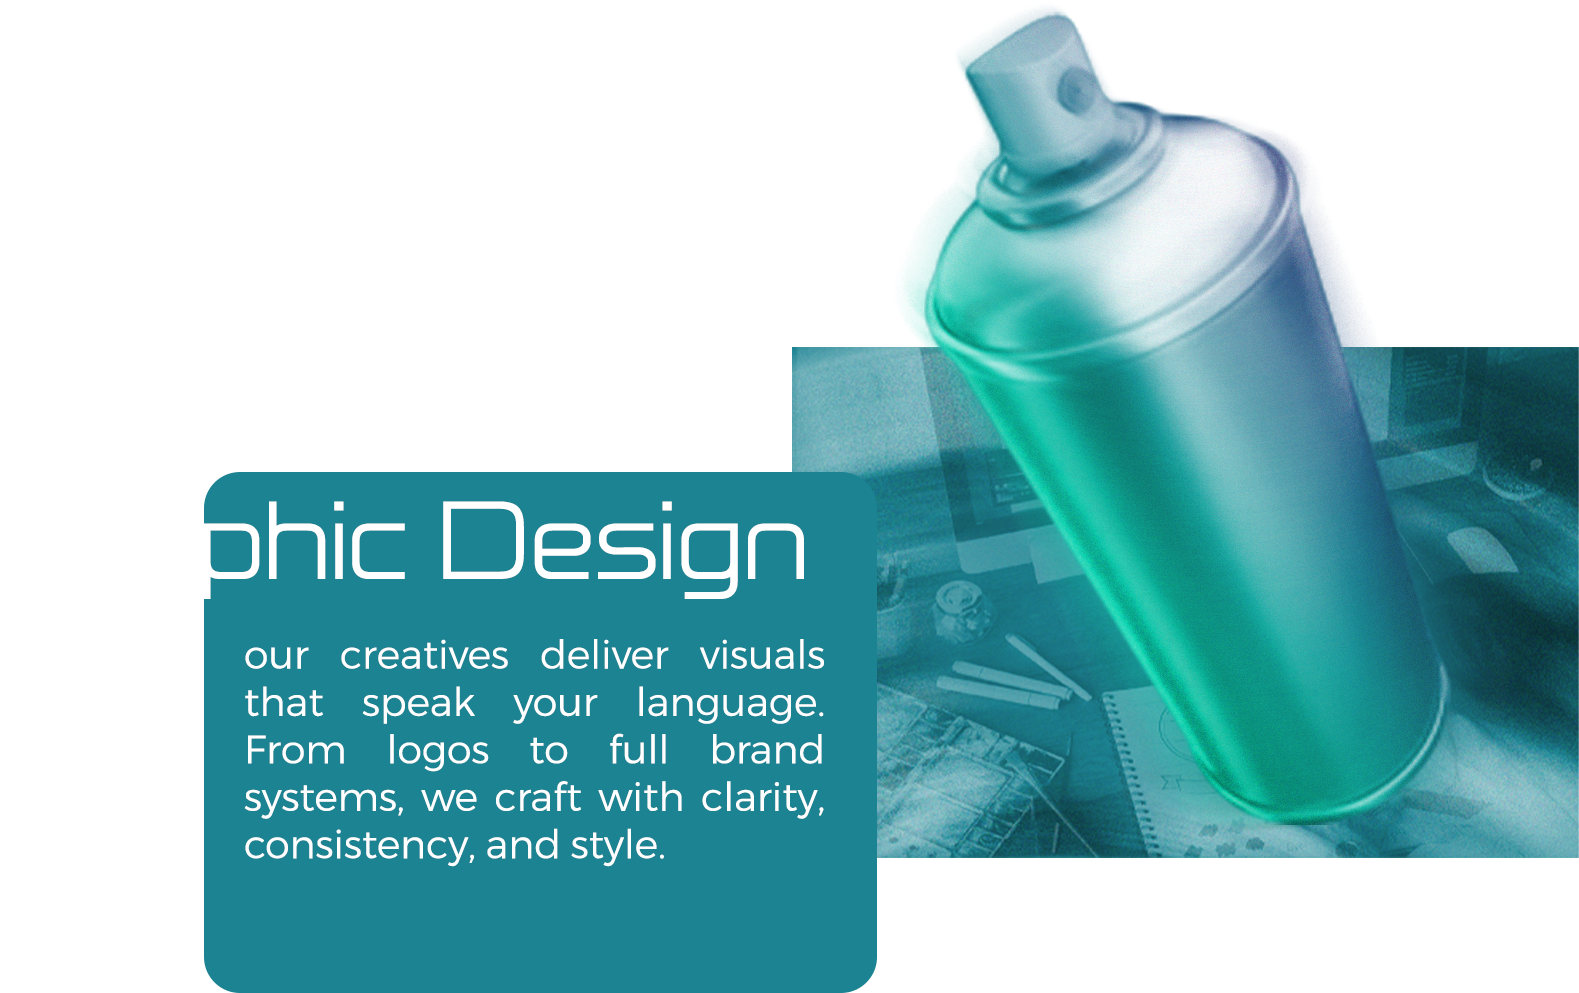 phic Design
our creatives deliver visuals
that speak your language.
From logos to full brand
systems, we craft with clarity,
consistency, and style.